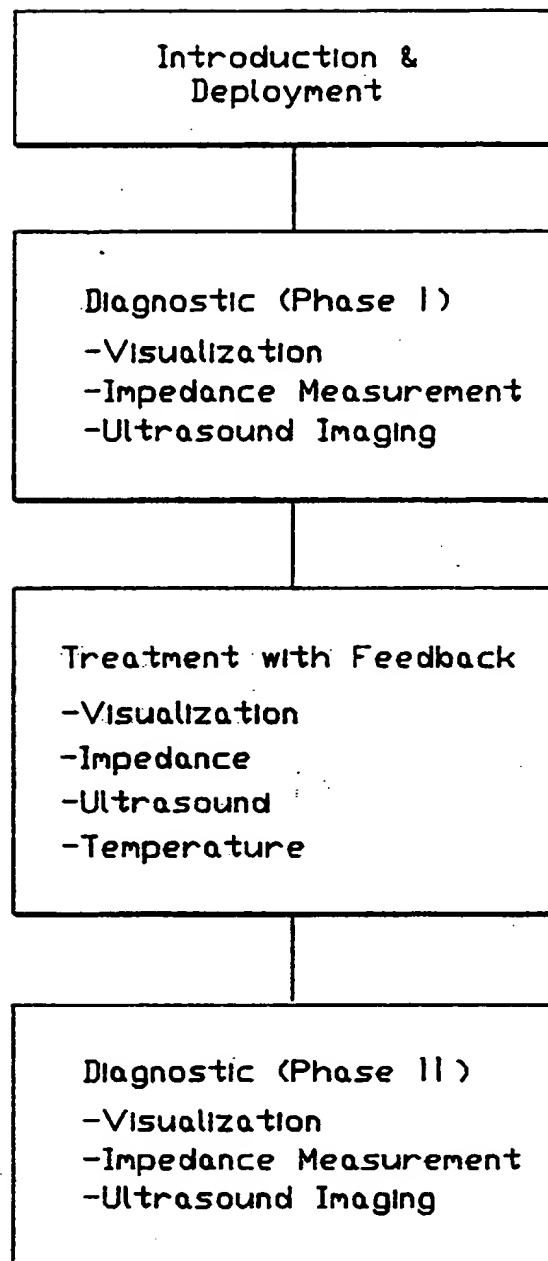 Introduction &
Deployment
Diagnostic (Phase I)
-Visualization
-Impedance Measurement
-Ultrasound Imaging
Treatment with Feedback
-Visualization
-Impedance
-Ultrasound
-Temperature
Diagnostic (Phase II)
-Visualization
-Impedance Measurement
-Ultrasound Imaging